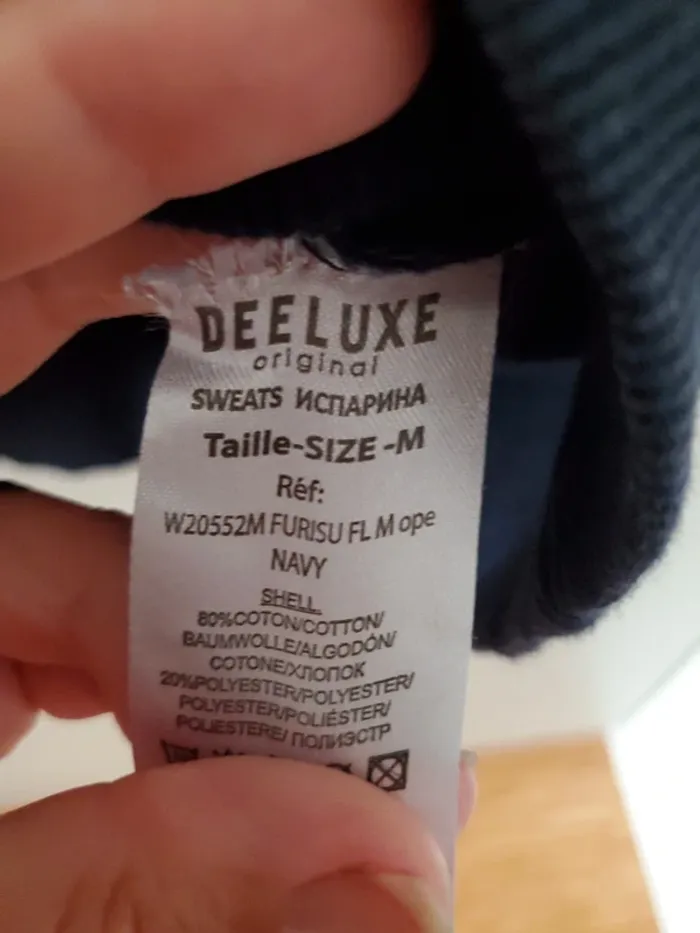 DEELUXE
original
SWEATS ИСПАРИНА
Taille-SIZE -M
Réf:
W20552M FURISU FL M ope
NAVY
SHELL
80%COTON/COTTON/
BAUMWOLLE/ALGODÓN/
COTONE/ХЛОПОК
20%POLYESTER/POLYESTER/
POLYESTER/POLIÉSTER/
POLIESTERE/ ПОЛИЭСТР